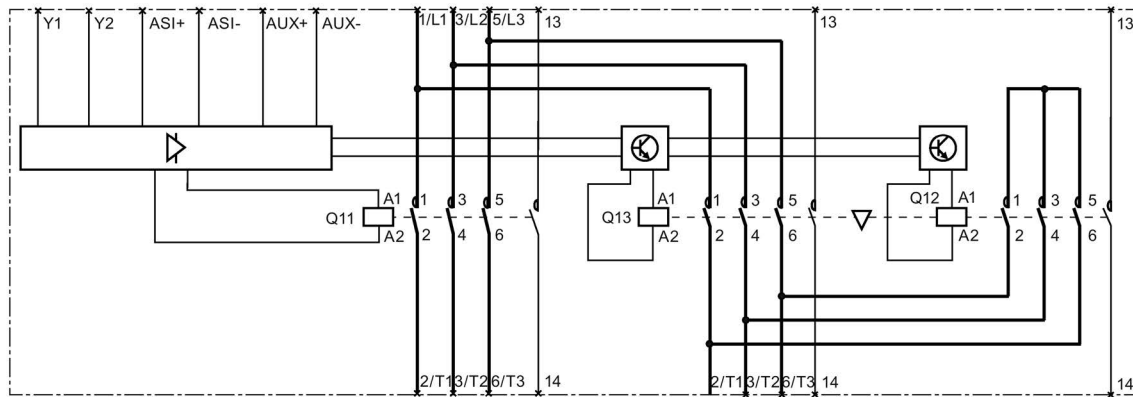 Y1 Y2 ASI+ ASI- AUX+ AUX- 1/L1 3/L2 5/L3 13 13 13
Q11 A1 1 3 5 Q13 A1 1 3 5 Q12 A1 1 3 5
A2 2 4 6 A2 2 4 6 A2 2 4 6
2/T1 3/T2 6/T3 14 2/T1 3/T2 6/T3 14 14